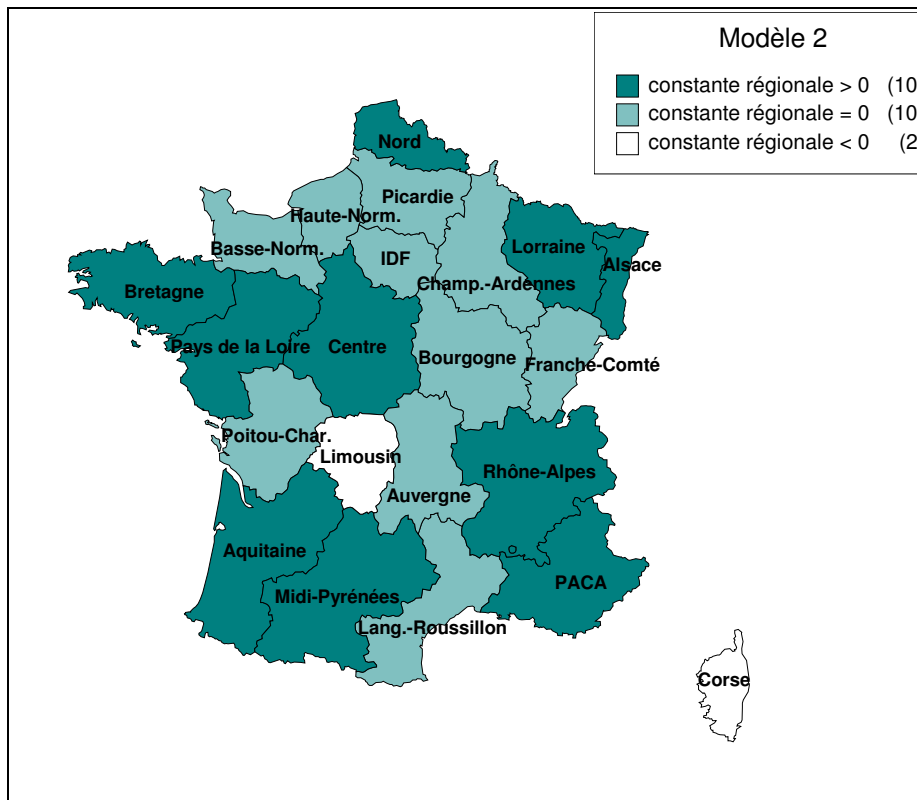 Modèle 2
constante régionale > 0 (10
constante régionale = 0 (10
constante régionale < 0 (2
Nord
Picardie
Haute-Norm.
Basse-Norm.
IDF
Lorraine
Alsace
Champ.-Ardennes
Bretagne
Pays de la Loire
Centre
Bourgogne
Franche-Comté
Poitou-Char.
Limousin
Auvergne
Rhône-Alpes
Aquitaine
Midi-Pyrénées
PACA
Lang.-Roussillon
Corse